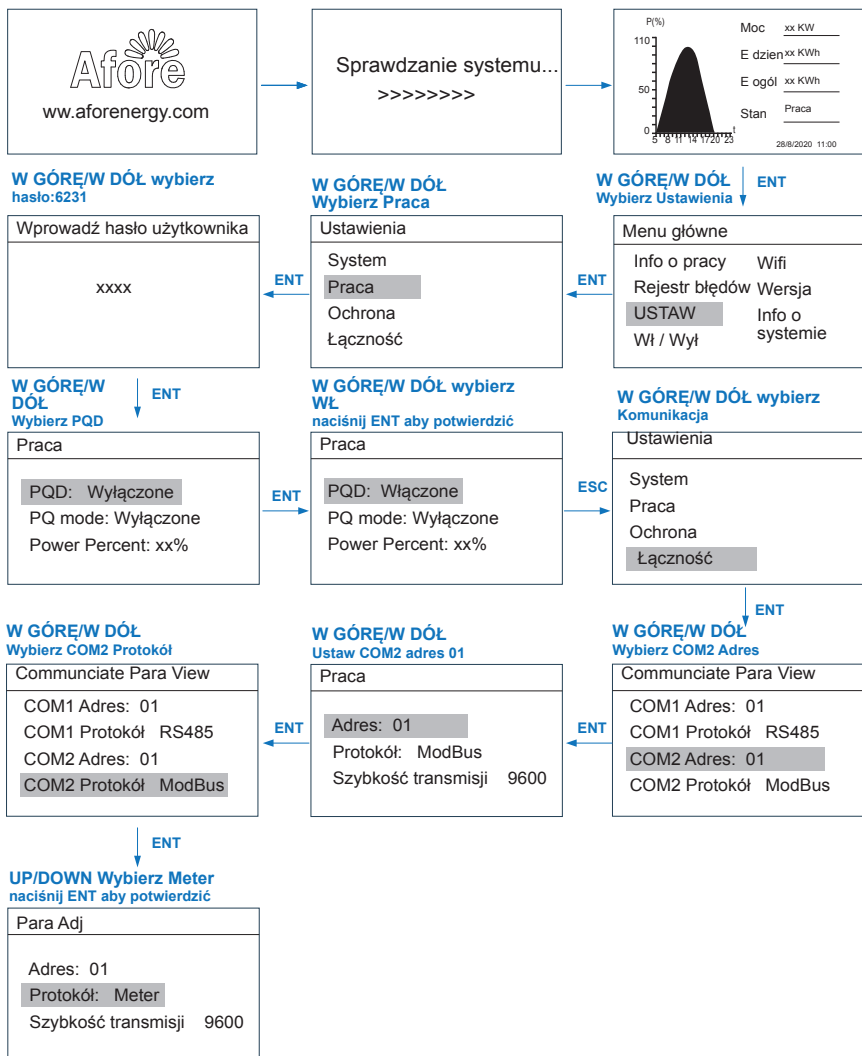 Afore
ww.aforenergy.com
Sprawdzanie systemu...
>>>>>>>>
P(%)
110
50
0
5 8 11 14 17 20 23
t
Moc xx KW
E dzien xx KWh
E ogól xx KWh
Stan Praca
28/8/2020 11:00
W GÓRĘ/W DÓŁ wybierz
hasło:6231
W GÓRĘ/W DÓŁ
Wybierz Praca
W GÓRĘ/W DÓŁ
Wybierz Ustawienia
ENT
Wprowadź hasło użytkownika
xxxx
ENT
Ustawienia
System
Praca
Ochrona
Łączność
ENT
Menu główne
Info o pracy
Rejestr błędów
USTAW
Wł / Wył
Wifi
Wersja
Info o
systemie
W GÓRĘ/W
DÓŁ
Wybierz PQD
ENT
W GÓRĘ/W DÓŁ wybierz
WŁ
naciśnij ENT aby potwierdzić
W GÓRĘ/W DÓŁ wybierz
Komunikacja
Praca
PQD: Wyłączone
PQ mode: Wyłączone
Power Percent: xx%
ENT
Praca
PQD: Włączone
PQ mode: Wyłączone
Power Percent: xx%
ESC
Ustawienia
System
Praca
Ochrona
Łączność
ENT
W GÓRĘ/W DÓŁ
Wybierz COM2 Protokół
W GÓRĘ/W DÓŁ
Ustaw COM2 adres 01
W GÓRĘ/W DÓŁ
Wybierz COM2 Adres
Communciate Para View
COM1 Adres: 01
COM1 Protokół RS485
COM2 Adres: 01
COM2 Protokół ModBus
ENT
Praca
Adres: 01
Protokół: ModBus
Szybkość transmisji 9600
ENT
Communciate Para View
COM1 Adres: 01
COM1 Protokół RS485
COM2 Adres: 01
COM2 Protokół ModBus
ENT
UP/DOWN Wybierz Meter
naciśnij ENT aby potwierdzić
Para Adj
Adres: 01
Protokół: Meter
Szybkość transmisji 9600